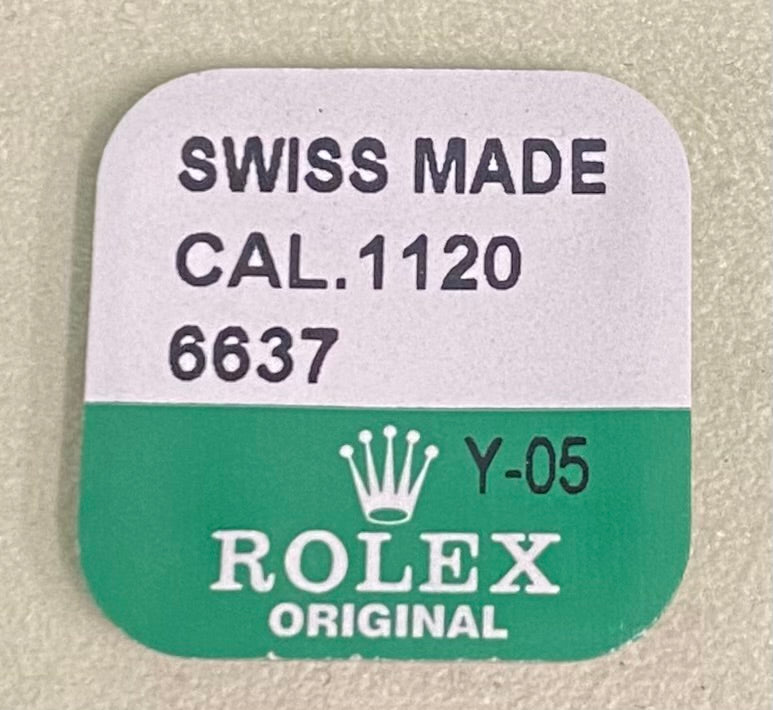 SWISS MADE
CAL.1120
6637
Y-05
ROLEX
ORIGINAL